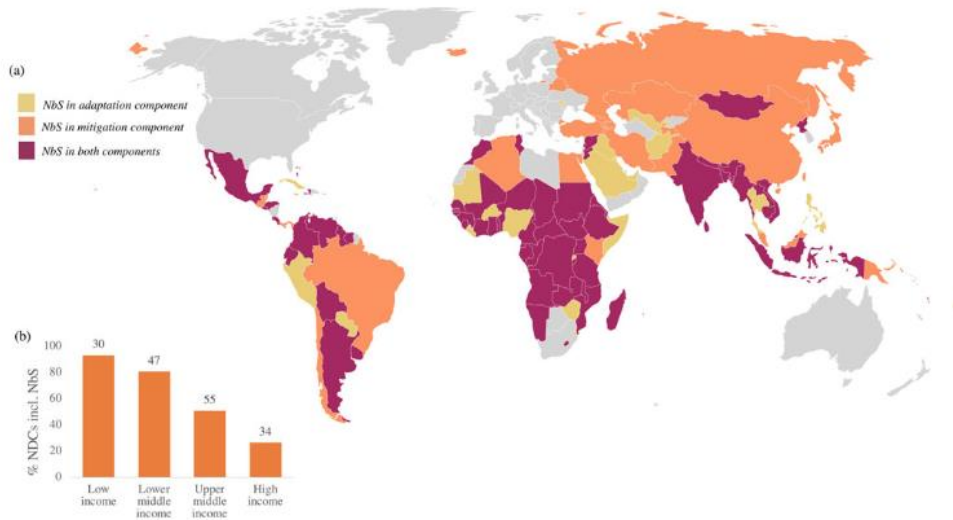 (a)
NbS in adaptation component
NbS in mitigation component
NbS in both components
(b)
% NDCs incl. NbS
100
80
60
40
20
0
30
47
55
34
Low
income
Lower
middle
income
Upper
middle
income
High
income